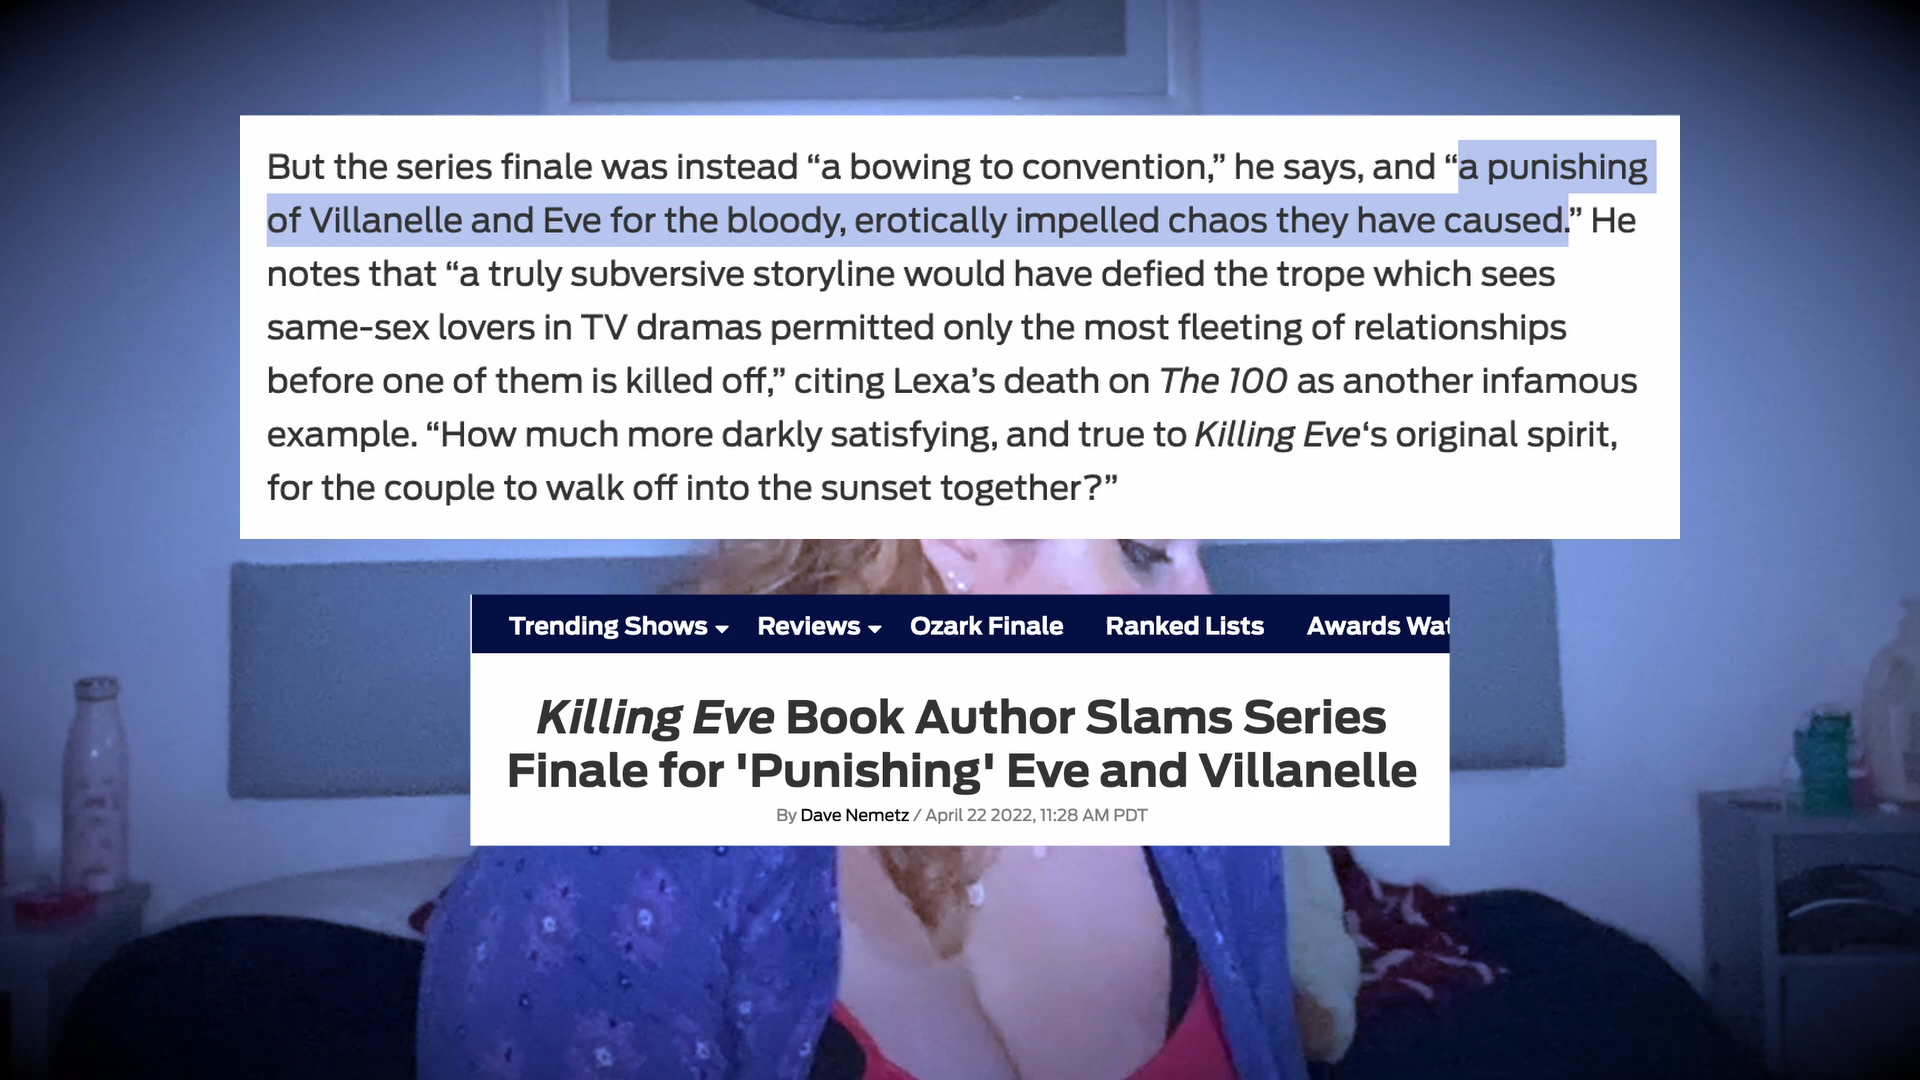 But the series finale was instead “a bowing to convention,” he says, and “a punishing
of Villanelle and Eve for the bloody, erotically impelled chaos they have caused.” He
notes that “a truly subversive storyline would have defied the trope which sees
same-sex lovers in TV dramas permitted only the most fleeting of relationships
before one of them is killed off,” citing Lexa’s death on The 100 as another infamous
example. “How much more darkly satisfying, and true to Killing Eve‘s original spirit,
for the couple to walk off into the sunset together?”
Trending Shows Reviews Ozark Finale Ranked Lists Awards Wat
Killing Eve Book Author Slams Series
Finale for 'Punishing' Eve and Villanelle
By Dave Nemetz / April 22 2022, 11:28 AM PDT